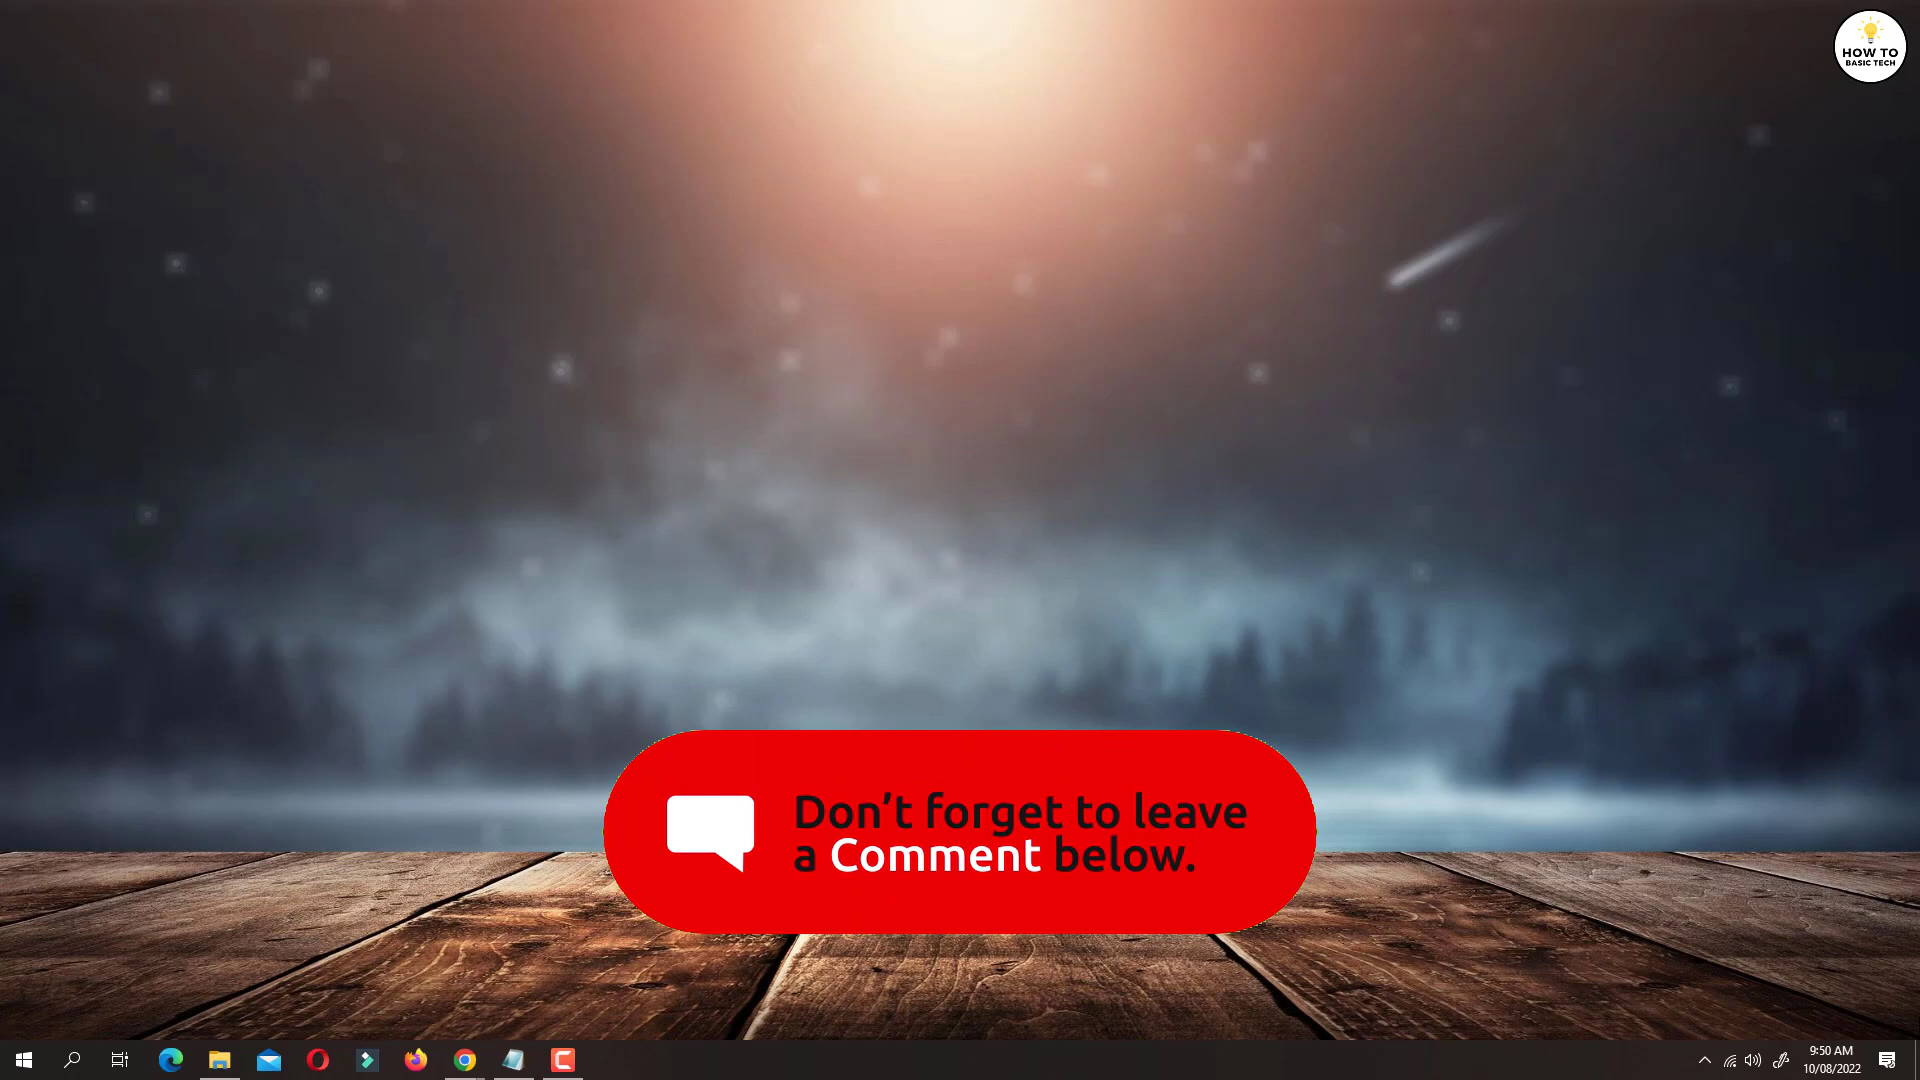 HOW TO
BASIC TECH
Don't forget to leave
a Comment below.
9:50 AM
10/08/2022